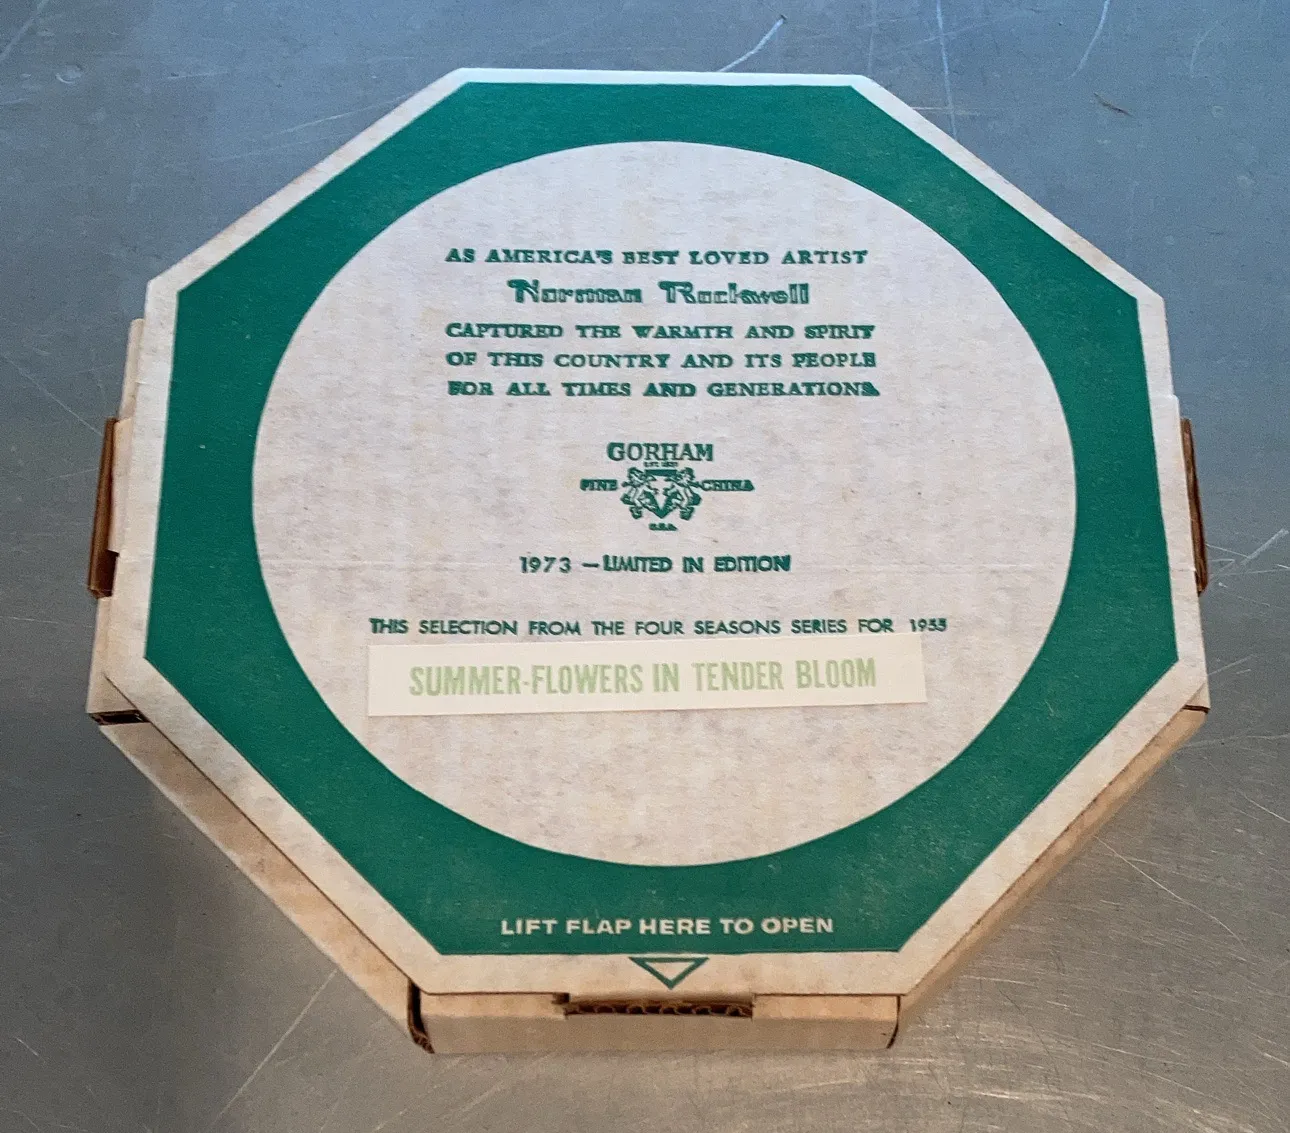 AS AMERICA'S BEST LOVED ARTIST
Norman Rockwell
CAPTURED THE WARMTH AND SPIRIT
OF THIS COUNTRY AND ITS PEOPLE
FOR ALL TIMES AND GENERATIONS.
GORHAM
FINE CHINA
U.S.A.
1973 — LIMITED IN EDITION
THIS SELECTION FROM THE FOUR SEASONS SERIES FOR 1955
SUMMER-FLOWERS IN TENDER BLOOM
LIFT FLAP HERE TO OPEN